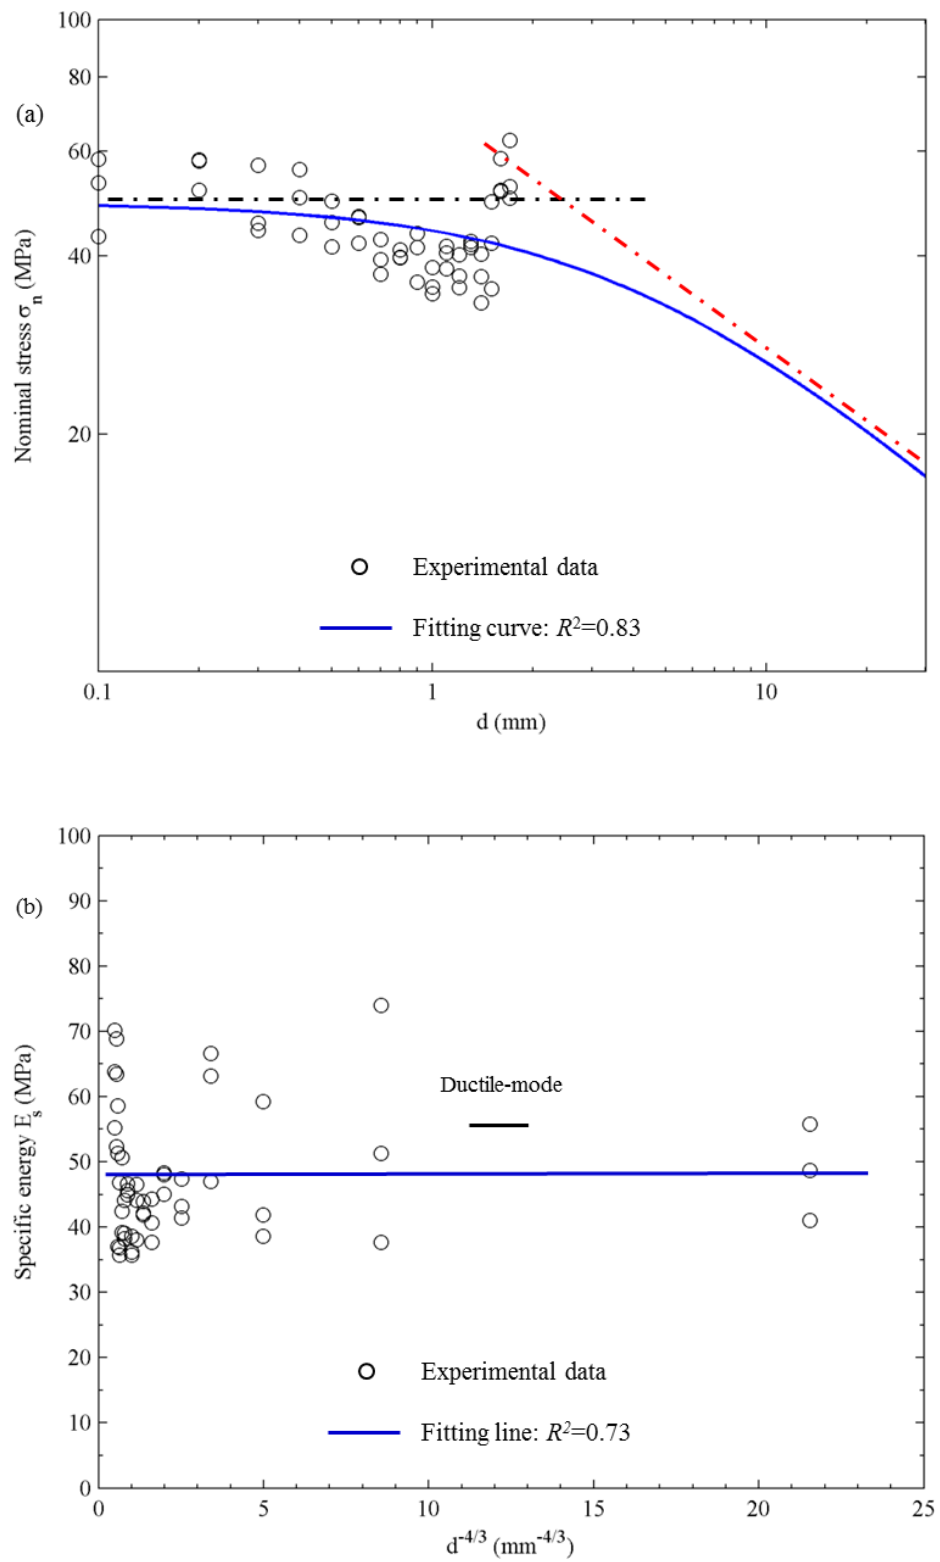 100
80
(a)
60
40
20
Nominal stress σn (MPa)
Experimental data
Fitting curve: R2=0.83
0.1 1 10
d (mm)
100
(b)
90
80
70
60
50
40
30
20
10
0
Specific energy Es (MPa)
Ductile-mode
Experimental data
Fitting line: R2=0.73
0 5 10 15 20 25
d-4/3 (mm-4/3)